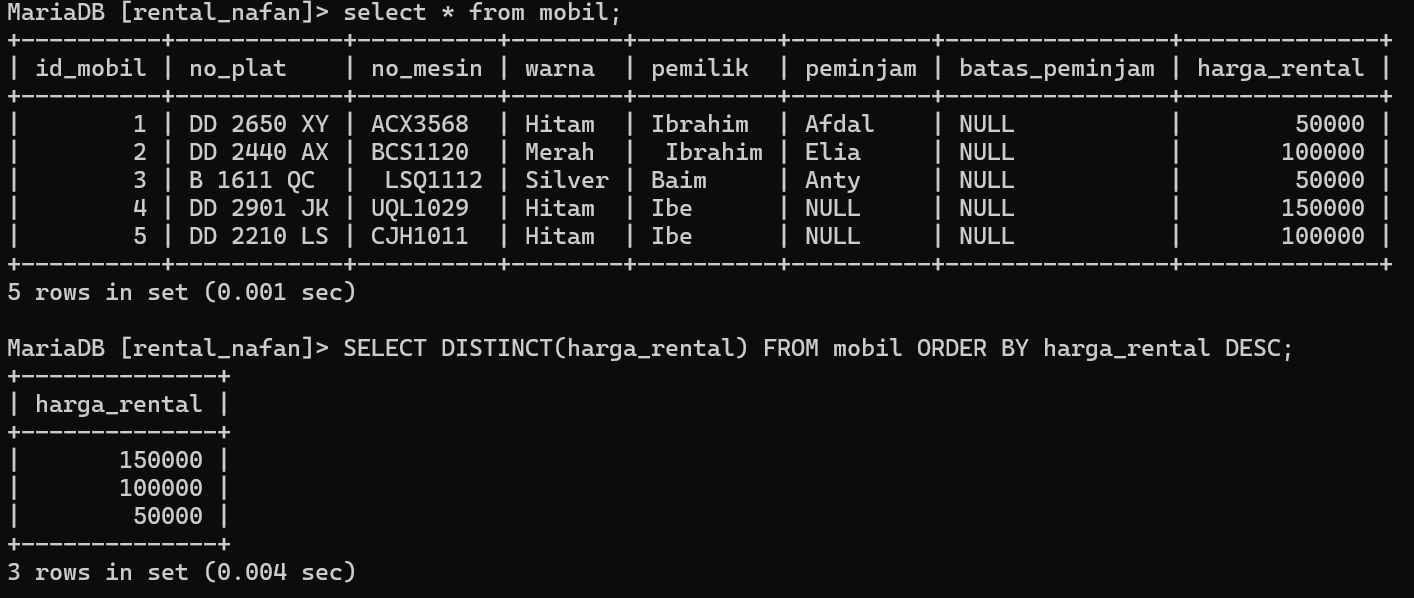 MariaDB [rental_nafan]> select * from mobil;
+----------+------------+----------+--------+----------+----------+----------------+--------------+
| id_mobil | no_plat    | no_mesin | warna  | pemilik  | peminjam | batas_peminjam | harga_rental |
+----------+------------+----------+--------+----------+----------+----------------+--------------+
|        1 | DD 2650 XY | ACX3568  | Hitam  | Ibrahim  | Afdal    | NULL           |        50000 |
|        2 | DD 2440 AX | BCS1120  | Merah  |  Ibrahim | Elia     | NULL           |       100000 |
|        3 | B 1611 QC  |  LSQ1112 | Silver | Baim     | Anty     | NULL           |        50000 |
|        4 | DD 2901 JK | UQL1029  | Hitam  | Ibe      | NULL     | NULL           |       150000 |
|        5 | DD 2210 LS | CJH1011  | Hitam  | Ibe      | NULL     | NULL           |       100000 |
+----------+------------+----------+--------+----------+----------+----------------+--------------+
5 rows in set (0.001 sec)
MariaDB [rental_nafan]> SELECT DISTINCT(harga_rental) FROM mobil ORDER BY harga_rental DESC;
+--------------+
| harga_rental |
+--------------+
|       150000 |
|       100000 |
|        50000 |
+--------------+
3 rows in set (0.004 sec)